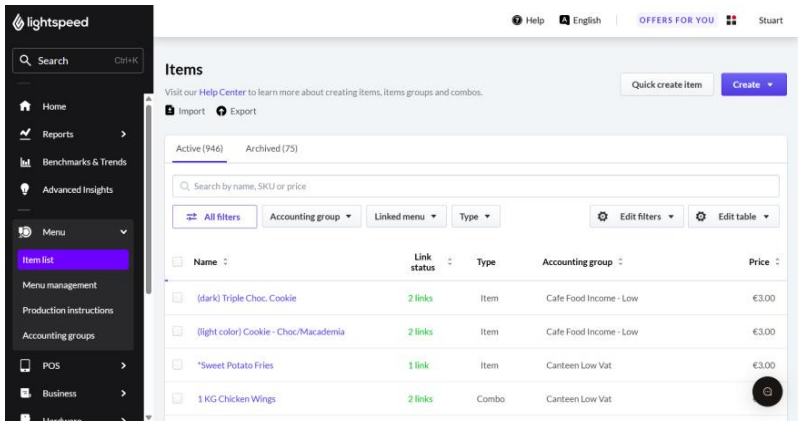 lightspeed
Help English OFFERS FOR YOU Stuart
Search Ctrl+K
Home
Reports
Benchmarks & Trends
Advanced Insights
Menu
Item list
Menu management
Production instructions
Accounting groups
POS
Business
Hardware
Items
Visit our Help Center to learn more about creating items, items groups and combos.
Import Export
Quick create item Create
Active (946) Archived (75)
Search by name, SKU or price
All filters Accounting group Linked menu Type Edit filters Edit table
Name Link status Type Accounting group Price
(dark) Triple Choc. Cookie 2 links Item Cafe Food Income - Low €3.00
(light color) Cookie - Choc/Macademia 2 links Item Cafe Food Income - Low €3.00
*Sweet Potato Fries 1 link Item Canteen Low Vat €3.00
1 KG Chicken Wings 2 links Combo Canteen Low Vat